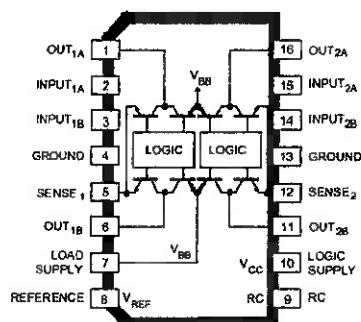 OUT1A 1
INPUT1A 2
INPUT1B 3
GROUND 4
SENSE1 5
OUT1B 6
LOAD SUPPLY 7
REFERENCE 8
VREF
VBB
LOGIC
LOGIC
VBB
VCC
16 OUT2A
15 INPUT2A
14 INPUT2B
13 GROUND
12 SENSE2
11 OUT2B
10 LOGIC SUPPLY
9 RC
RC